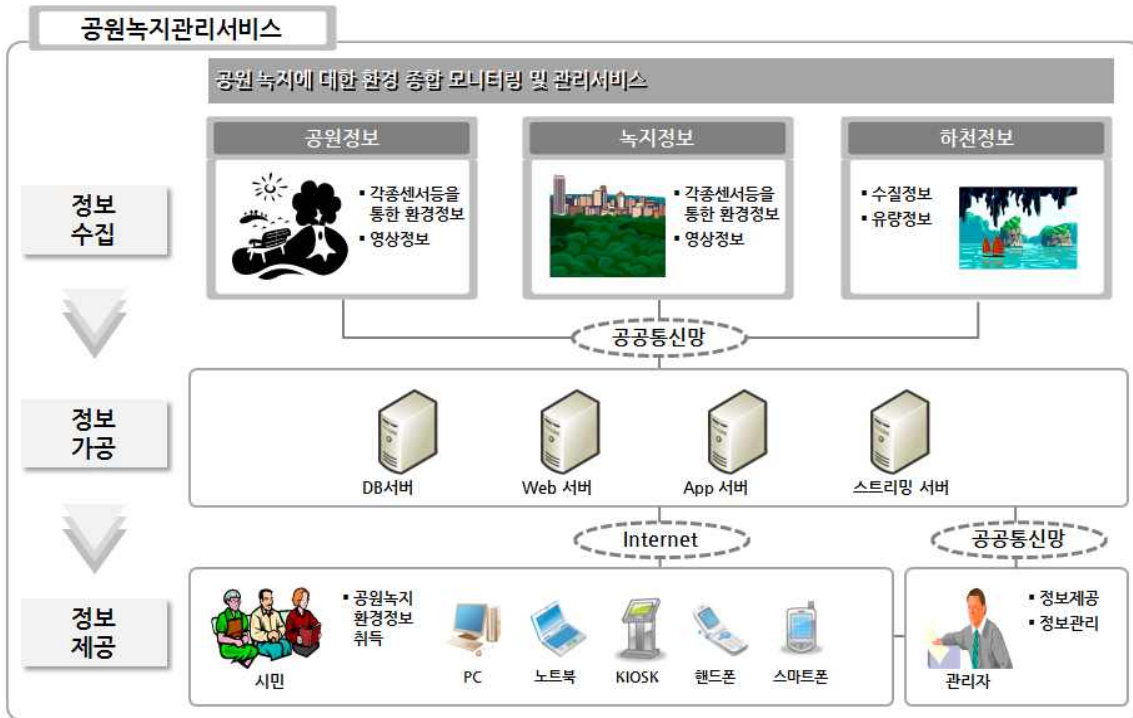 공원녹지관리서비스
공원 녹지에 대한 환경 종합 모니터링 및 관리서비스
정보
수집
공원정보
▪ 각종센서등을
통한 환경정보
▪ 영상정보
녹지정보
▪ 각종센서등을
통한 환경정보
▪ 영상정보
하천정보
▪ 수질정보
▪ 유량정보
공공통신망
정보
가공
DB서버
Web 서버
App 서버
스트리밍 서버
Internet
공공통신망
정보
제공
시민
▪ 공원녹지
환경정보
취득
PC
노트북
KIOSK
핸드폰
스마트폰
관리자
▪ 정보제공
▪ 정보관리